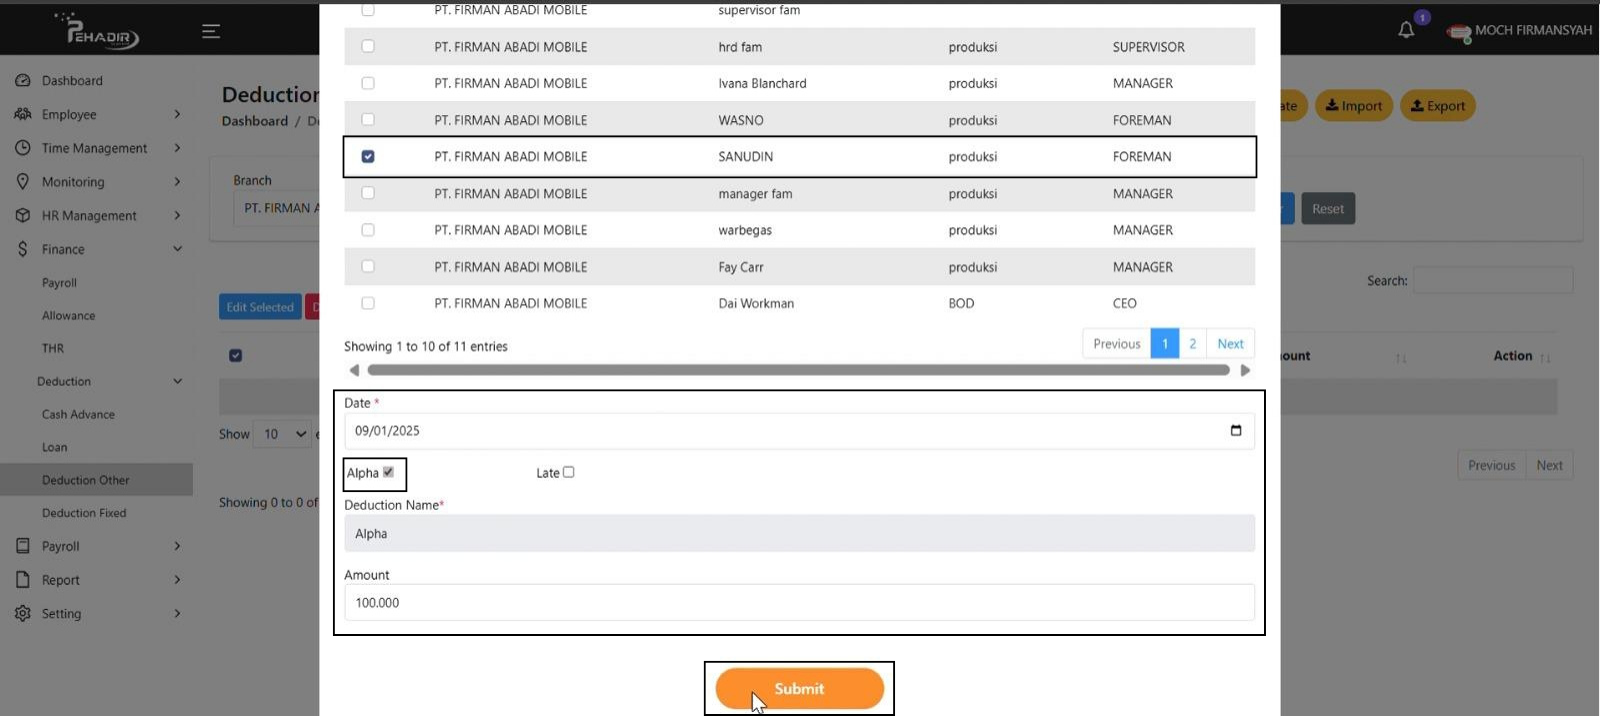 PEHADIR
1
MOCH FIRMANSYAH
Dashboard
Employee
Time Management
Monitoring
HR Management
Finance
Payroll
Allowance
THR
Deduction
Cash Advance
Loan
Deduction Other
Deduction Fixed
Payroll
Report
Setting
Deduction
Dashboard / De
ate Import Export
Branch
PT. FIRMAN A
Reset
Search:
Edit Selected D
ount Action
Show 10 e
Previous Next
Showing 0 to 0 of
PT. FIRMAN ABADI MOBILE supervisor fam
PT. FIRMAN ABADI MOBILE hrd fam produksi SUPERVISOR
PT. FIRMAN ABADI MOBILE Ivana Blanchard produksi MANAGER
PT. FIRMAN ABADI MOBILE WASNO produksi FOREMAN
PT. FIRMAN ABADI MOBILE SANUDIN produksi FOREMAN
PT. FIRMAN ABADI MOBILE manager fam produksi MANAGER
PT. FIRMAN ABADI MOBILE warbegas produksi MANAGER
PT. FIRMAN ABADI MOBILE Fay Carr produksi MANAGER
PT. FIRMAN ABADI MOBILE Dai Workman BOD CEO
Showing 1 to 10 of 11 entries
Previous 1 2 Next
Date *
09/01/2025
Alpha Late
Deduction Name*
Alpha
Amount
100.000
Submit